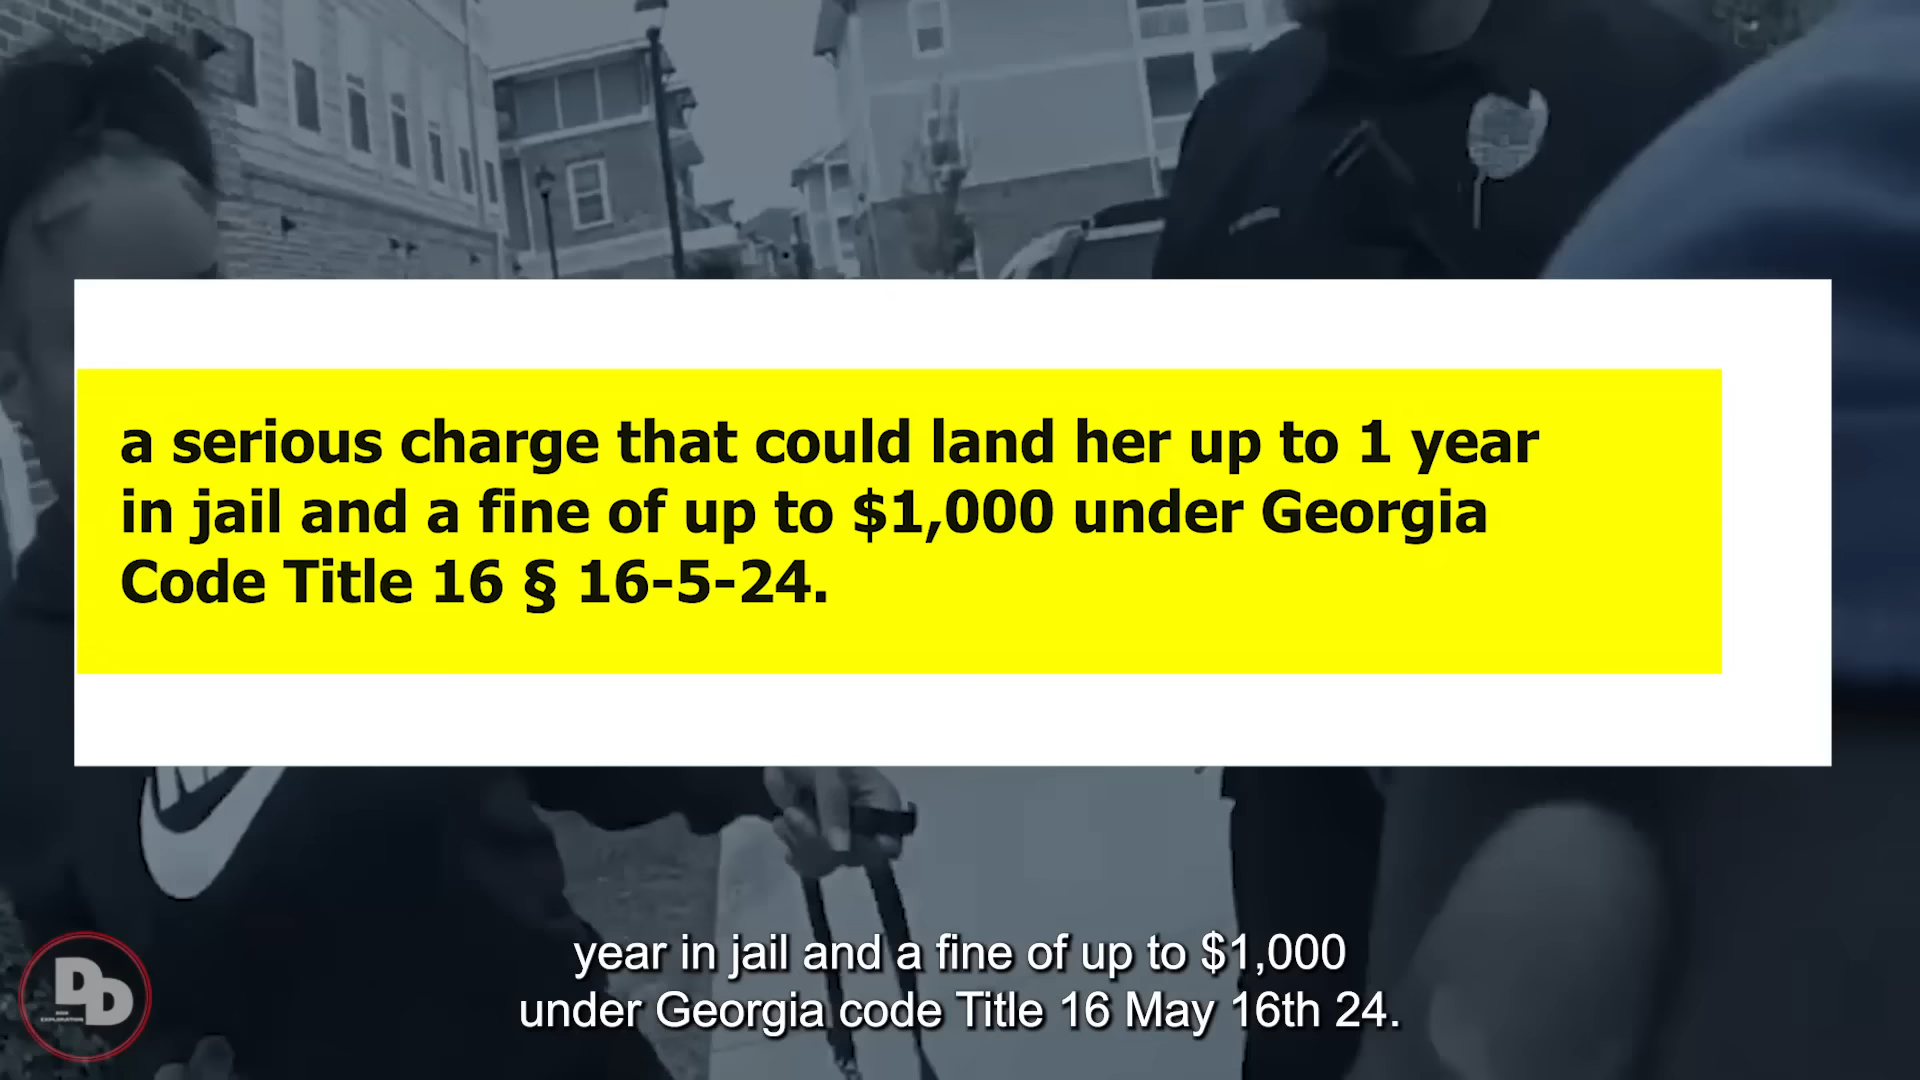 a serious charge that could land her up to 1 year
in jail and a fine of up to $1,000 under Georgia
Code Title 16 § 16-5-24.
year in jail and a fine of up to $1,000
under Georgia code Title 16 May 16th 24.
DD